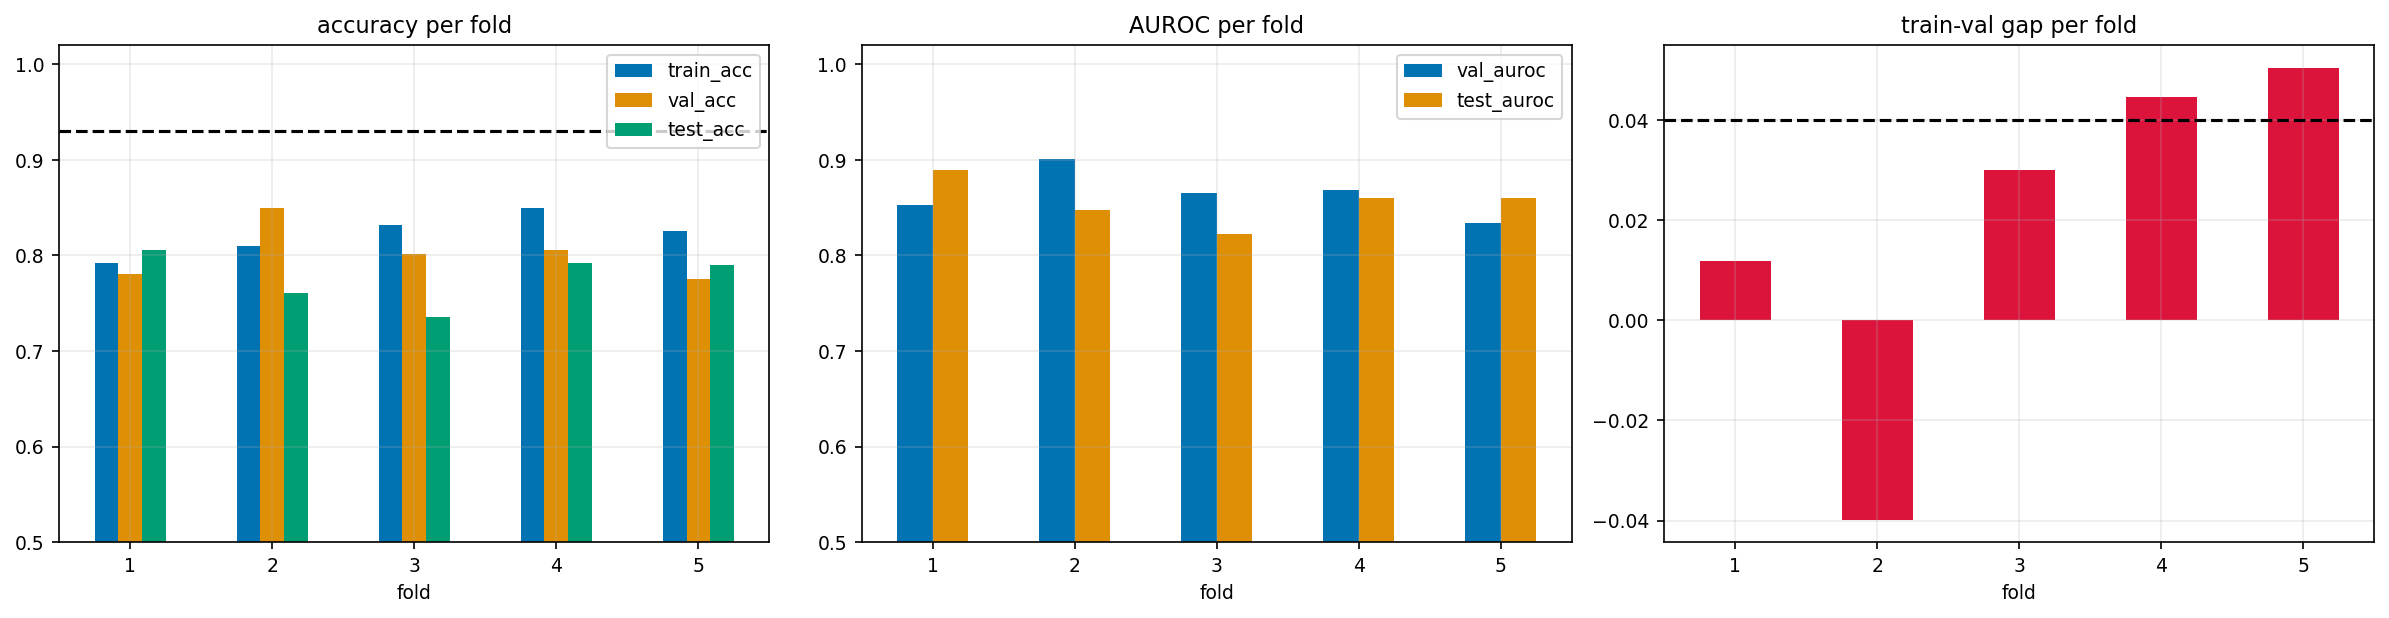 accuracy per fold
train_acc
val_acc
test_acc
1.0
0.9
0.8
0.7
0.6
0.5
1 2 3 4 5
fold
AUROC per fold
val_auroc
test_auroc
1.0
0.9
0.8
0.7
0.6
0.5
1 2 3 4 5
fold
train-val gap per fold
0.04
0.02
0.00
−0.02
−0.04
1 2 3 4 5
fold